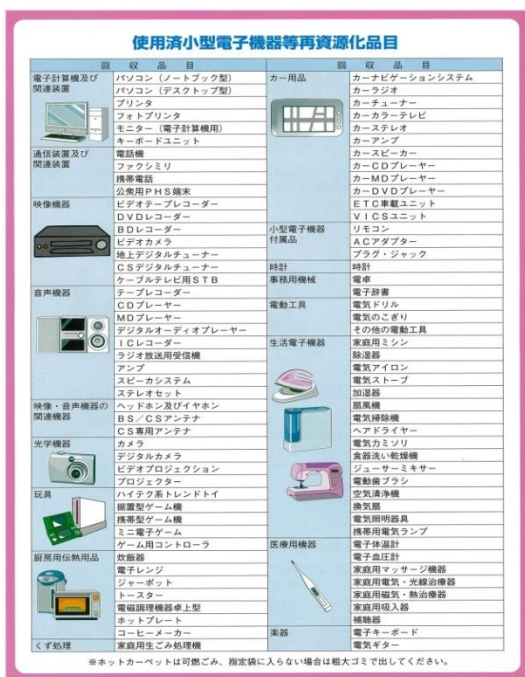 使用済小型電子機器等再資源化品目
回収品目
電子計算機及び
関連装置
パソコン（ノートブック型）
パソコン（デスクトップ型）
プリンタ
フォトプリンタ
モニター（電子計算機用）
キーボードユニット
通信装置及び
関連装置
電話機
ファクシミリ
携帯電話
公衆用ＰＨＳ端末
映像機器
ビデオテープレコーダー
ＤＶＤレコーダー
ＢＤレコーダー
ビデオカメラ
地上デジタルチューナー
ＣＳデジタルチューナー
ケーブルテレビ用ＳＴＢ
音声機器
テープレコーダー
ＣＤプレーヤー
ＭＤプレーヤー
デジタルオーディオプレーヤー
ＩＣレコーダー
ラジオ放送用受信機
アンプ
スピーカシステム
ステレオセット
映像・音声機器の
関連機器
ヘッドホン及びイヤホン
ＢＳ／ＣＳアンテナ
ＣＳ専用アンテナ
光学機器
カメラ
デジタルカメラ
ビデオプロジェクション
プロジェクター
玩具
ハイテク系トレンドトイ
据置型ゲーム機
携帯型ゲーム機
ミニ電子ゲーム
ゲーム用コントローラ
厨房用伝熱用品
炊飯器
電子レンジ
ジャーポット
トースター
電磁調理機器卓上型
ホットプレート
コーヒーメーカー
くず処理
家庭用生ごみ処理機
回収品目
カー用品
カーナビゲーションシステム
カーラジオ
カーチューナー
カーカラーテレビ
カーステレオ
カーアンプ
カースピーカー
カーＣＤプレーヤー
カーＭＤプレーヤー
カーＤＶＤプレーヤー
ＥＴＣ車載ユニット
ＶＩＣＳユニット
小型電子機器
付属品
リモコン
ＡＣアダプター
プラグ・ジャック
時計
時計
事務用機械
電卓
電子辞書
電動工具
電気ドリル
電気のこぎり
その他の電動工具
生活電子機器
家庭用ミシン
除湿器
電気アイロン
電気ストーブ
加湿器
扇風機
電気掃除機
ヘアドライヤー
電気カミソリ
食器洗い乾燥機
ジューサーミキサー
電動歯ブラシ
空気清浄機
換気扇
電気照明器具
携帯用電気ランプ
医療用機器
電子体温計
電子血圧計
家庭用マッサージ機器
家庭用電気・光線治療器
家庭用磁気・熱治療器
家庭用吸入器
補聴器
楽器
電子キーボード
電気ギター
※ホットカーペットは可燃ごみ、指定袋に入らない場合は粗大ゴミで出してください。